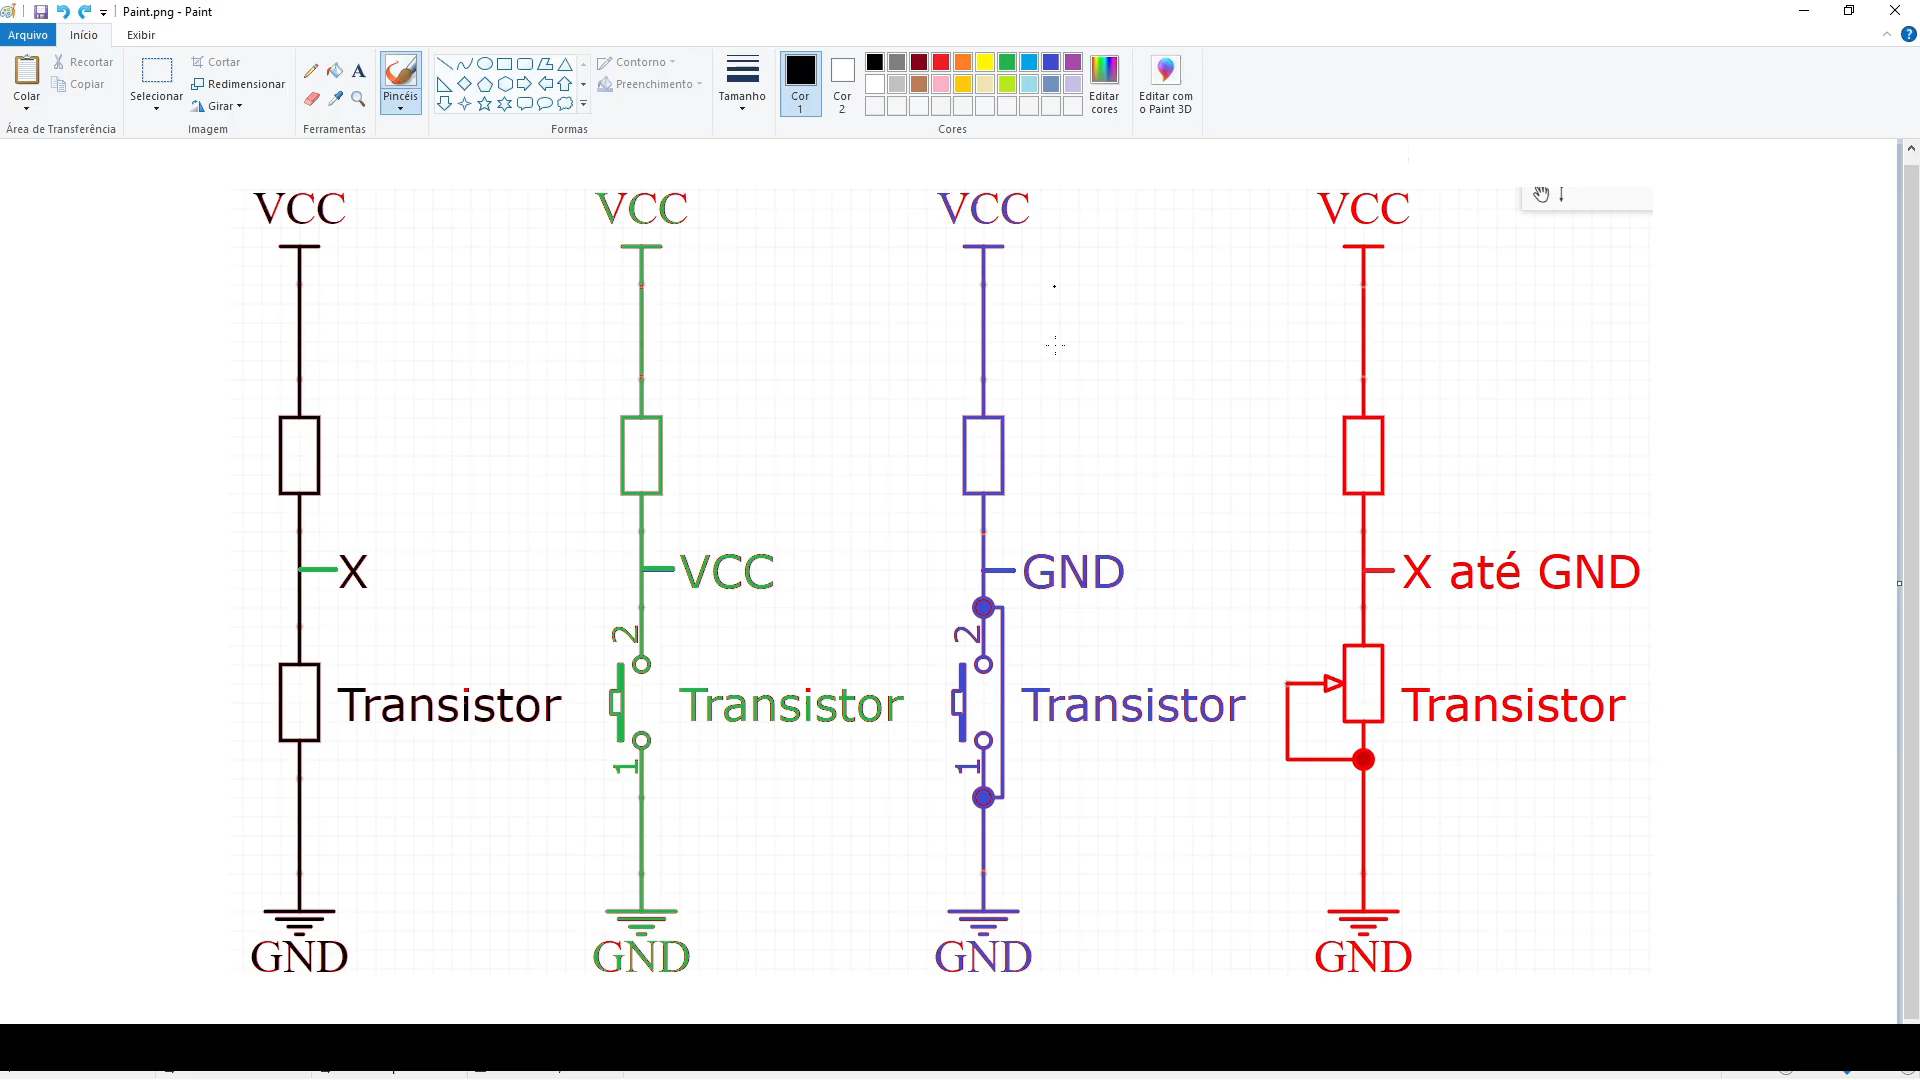 Paint.png - Paint
Arquivo Início Exibir
Colar
Recortar
Copiar
Área de Transferência
Selecionar
Cortar
Redimensionar
Girar
Imagem
Ferramentas
Pincéis
Contorno
Preenchimento
Formas
Tamanho
Cor
1
Cor
2
Editar
cores
Cores
Editar com
o Paint 3D
VCC VCC VCC VCC
X VCC GND X até GND
2 2
Transistor Transistor Transistor Transistor
1 1
GND GND GND GND